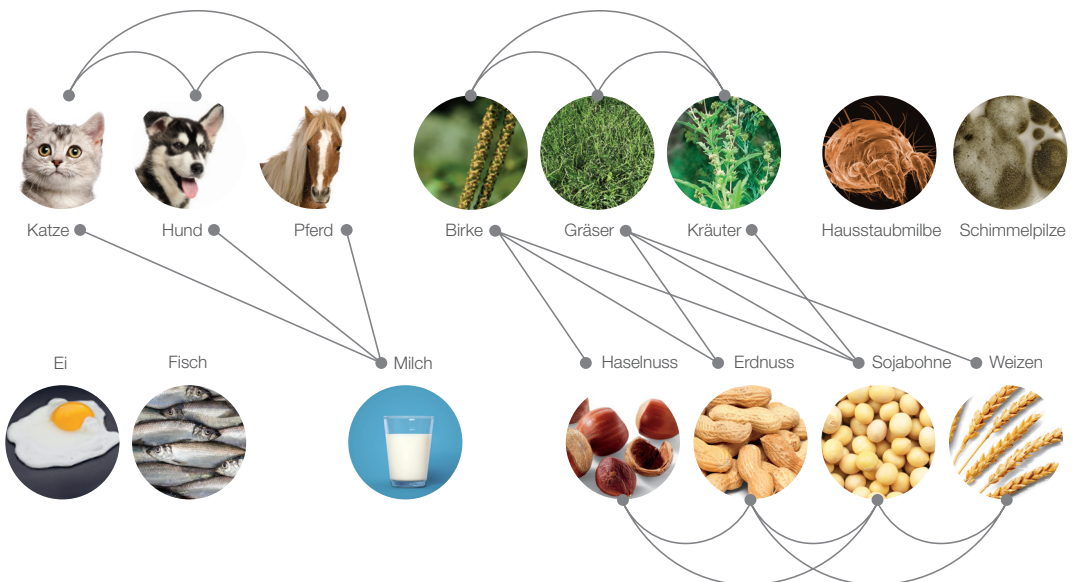 Katze Hund Pferd Birke Gräser Kräuter Hausstaubmilbe Schimmelpilze
Ei Fisch Milch Haselnuss Erdnuss Sojabohne Weizen